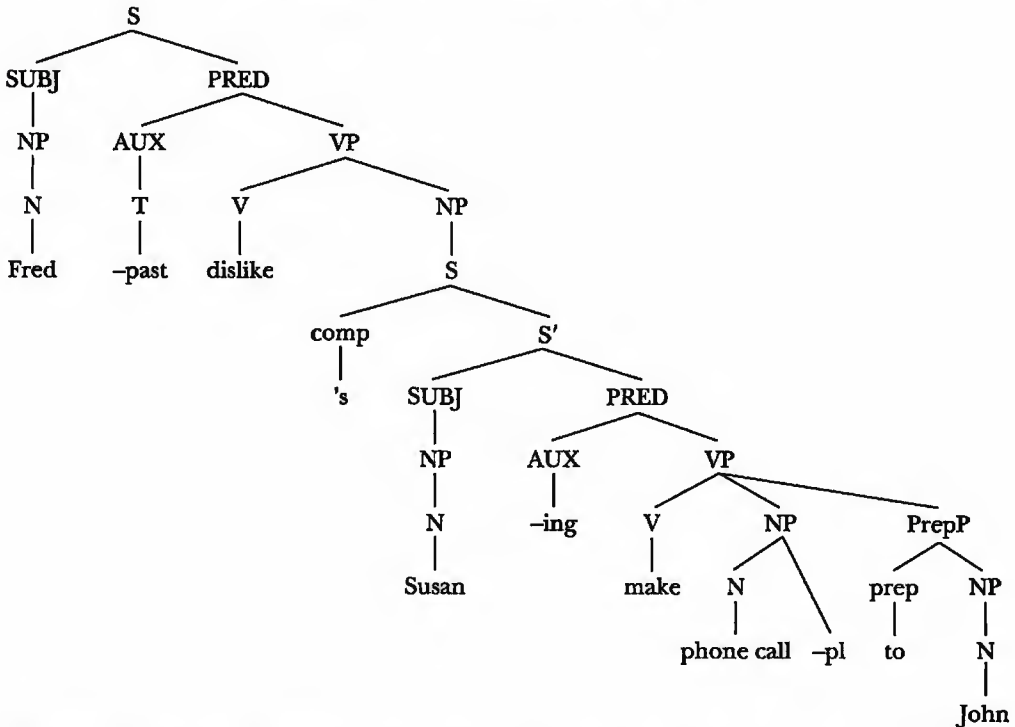 S
SUBJ PRED
NP AUX VP
N T V NP
Fred –past dislike S
comp S′
's SUBJ PRED
NP AUX VP
N –ing V NP PrepP
Susan make N prep NP
phone call –pl to N
John